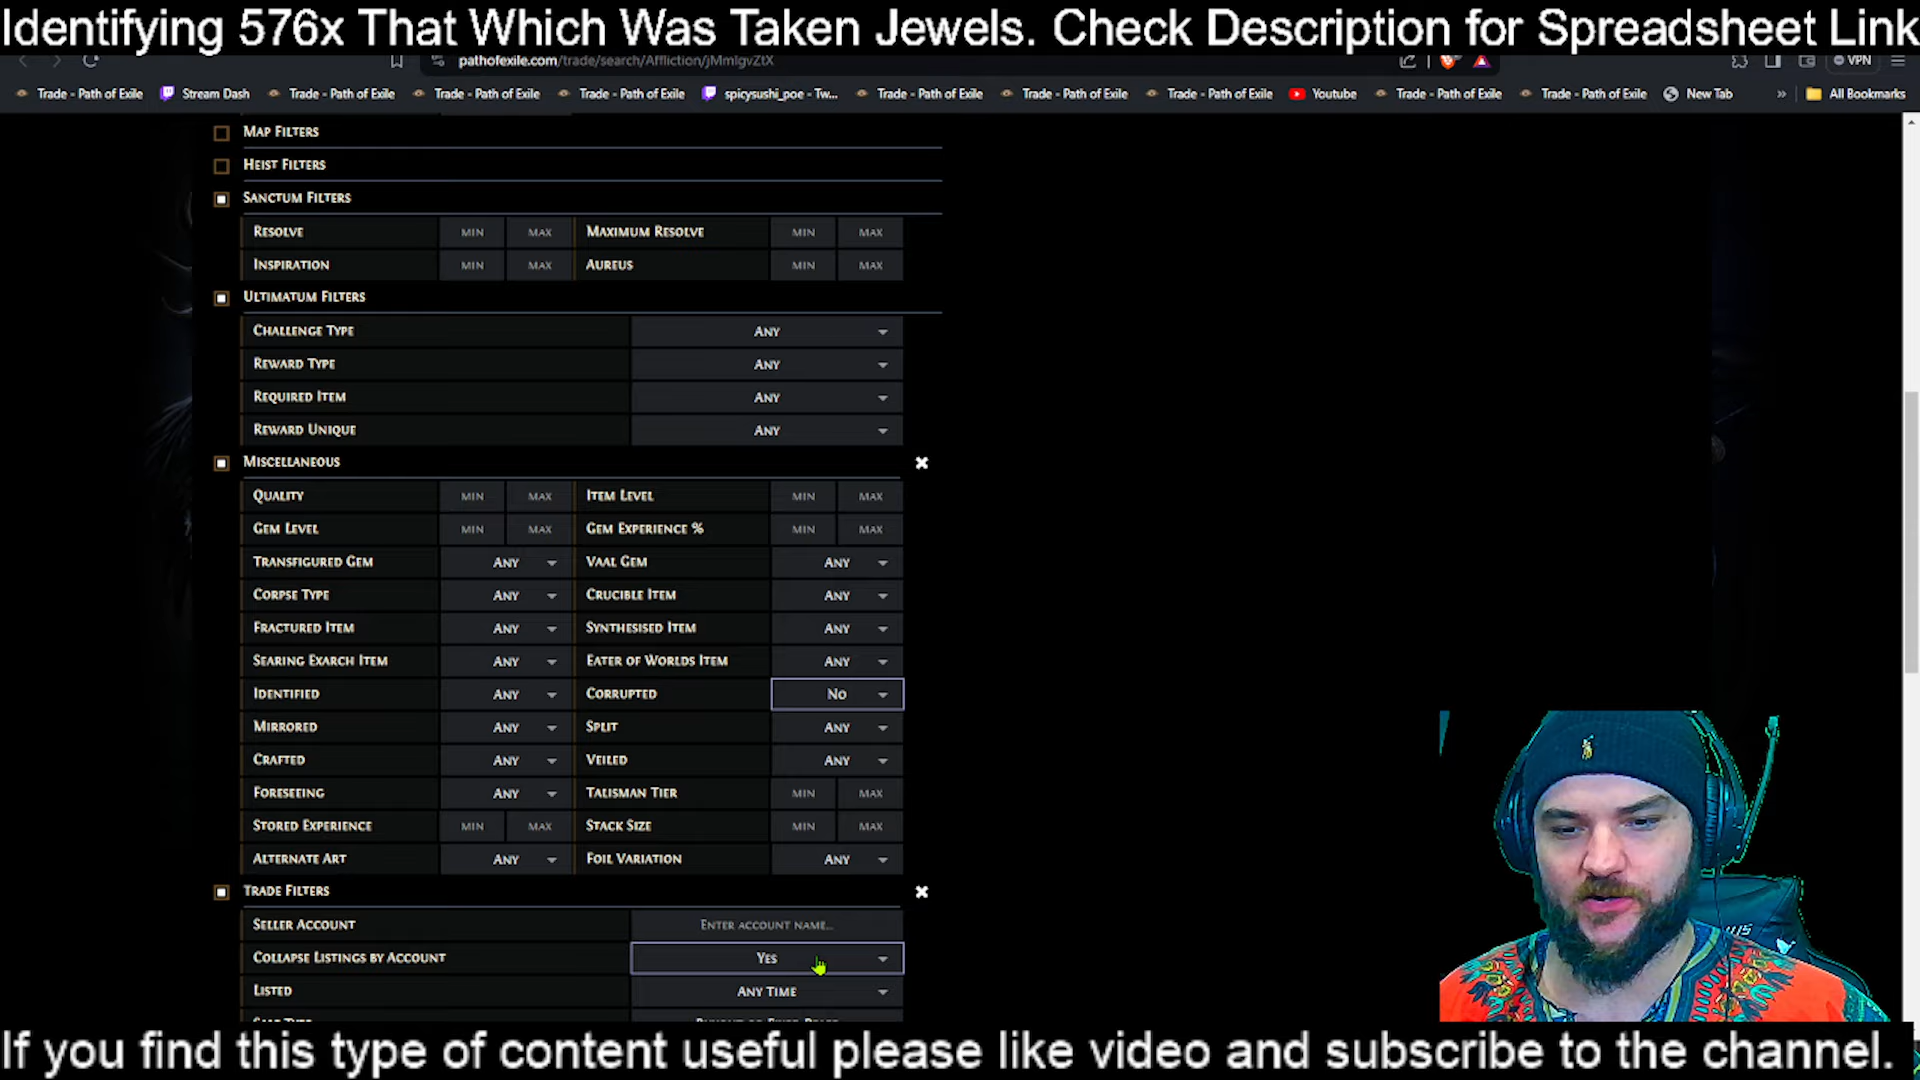 Identifying 576x That Which Was Taken Jewels. Check Description for Spreadsheet Link
pathofexile.com/trade/search/Affliction/jMmIgvZtX
VPN
Trade - Path of Exile
Stream Dash
Trade - Path of Exile
Trade - Path of Exile
Trade - Path of Exile
spicysushi_poe - Tw...
Trade - Path of Exile
Trade - Path of Exile
Trade - Path of Exile
Youtube
Trade - Path of Exile
Trade - Path of Exile
New Tab
»
All Bookmarks
Map Filters
Heist Filters
Sanctum Filters
Resolve MIN MAX Maximum Resolve MIN MAX
Inspiration MIN MAX Aureus MIN MAX
Ultimatum Filters
Challenge Type Any
Reward Type Any
Required Item Any
Reward Unique Any
Miscellaneous
Quality MIN MAX Item Level MIN MAX
Gem Level MIN MAX Gem Experience % MIN MAX
Transfigured Gem Any Vaal Gem Any
Corpse Type Any Crucible Item Any
Fractured Item Any Synthesised Item Any
Searing Exarch Item Any Eater of Worlds Item Any
Identified Any Corrupted No
Mirrored Any Split Any
Crafted Any Veiled Any
Foreseeing Any Talisman Tier MIN MAX
Stored Experience MIN MAX Stack Size MIN MAX
Alternate Art Any Foil Variation Any
Trade Filters
Seller Account Enter account name...
Collapse Listings by Account Yes
Listed Any Time
If you find this type of content useful please like video and subscribe to the channel.